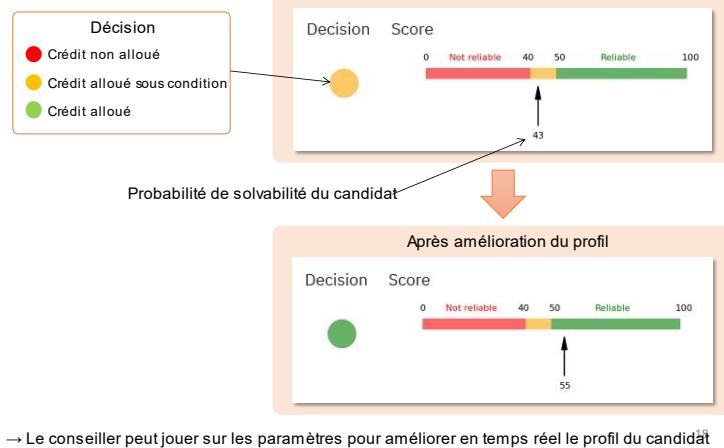 Décision
Crédit non alloué
Crédit alloué sous condition
Crédit alloué
Decision Score
0 Not reliable 40 50 Reliable 100
43
Probabilité de solvabilité du candidat
Après amélioration du profil
Decision Score
0 Not reliable 40 50 Reliable 100
55
→ Le conseiller peut jouer sur les paramètres pour améliorer en temps réel le profil du candidat